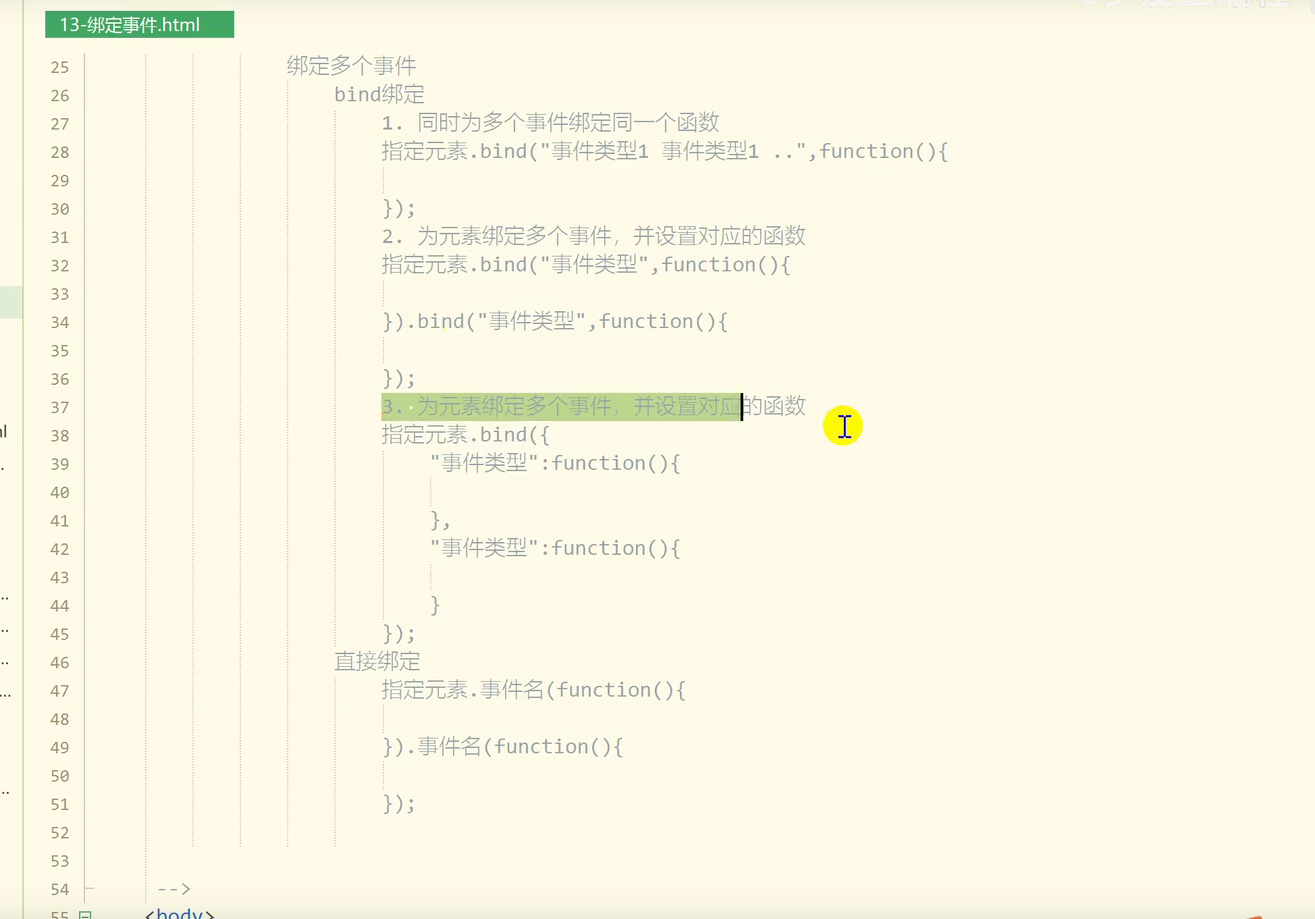 13-绑定事件.html
25 绑定多个事件
26 bind绑定
27 1. 同时为多个事件绑定同一个函数
28 指定元素.bind("事件类型1 事件类型1 ..",function(){
29
30 });
31 2. 为元素绑定多个事件，并设置对应的函数
32 指定元素.bind("事件类型",function(){
33
34 }).bind("事件类型",function(){
35
36 });
37 3. 为元素绑定多个事件，并设置对应的函数
38 指定元素.bind({
39 "事件类型":function(){
40
41 },
42 "事件类型":function(){
43
44 }
45 });
46 直接绑定
47 指定元素.事件名(function(){
48
49 }).事件名(function(){
50
51 });
52
53
54 -->
55 <body>